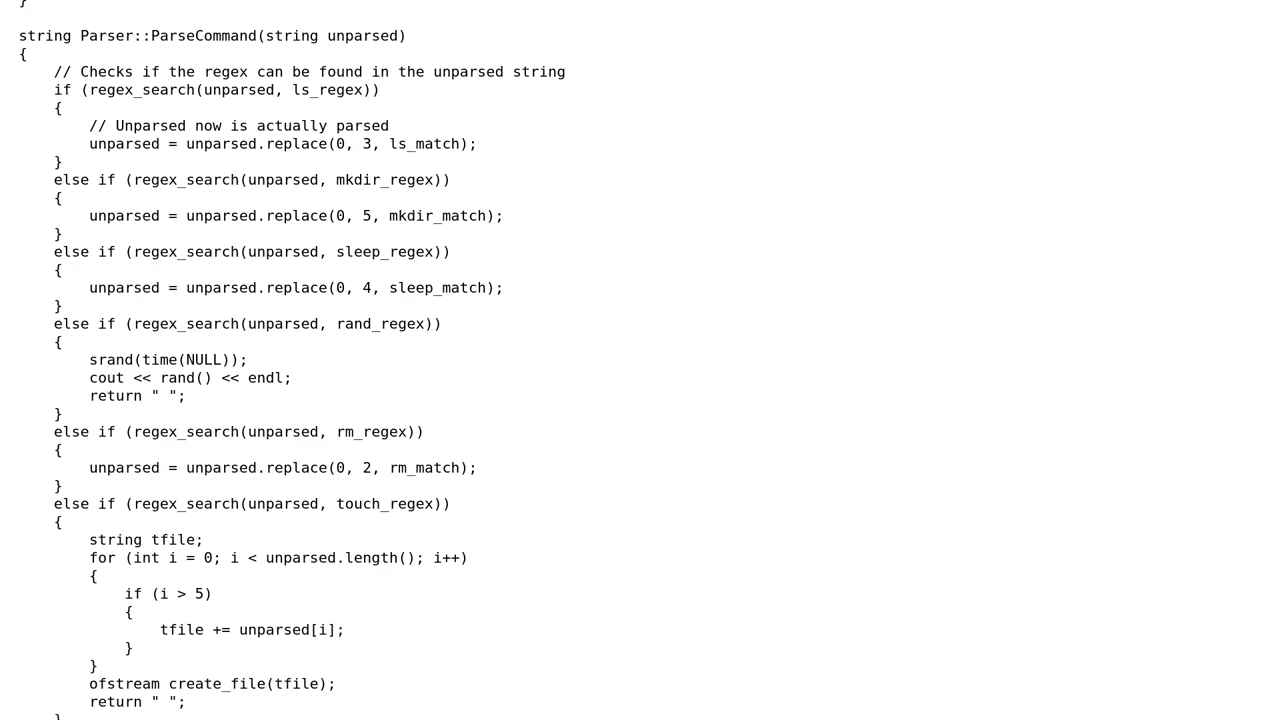 }
string Parser::ParseCommand(string unparsed)
{
    // Checks if the regex can be found in the unparsed string
    if (regex_search(unparsed, ls_regex))
    {
        // Unparsed now is actually parsed
        unparsed = unparsed.replace(0, 3, ls_match);
    }
    else if (regex_search(unparsed, mkdir_regex))
    {
        unparsed = unparsed.replace(0, 5, mkdir_match);
    }
    else if (regex_search(unparsed, sleep_regex))
    {
        unparsed = unparsed.replace(0, 4, sleep_match);
    }
    else if (regex_search(unparsed, rand_regex))
    {
        srand(time(NULL));
        cout << rand() << endl;
        return " ";
    }
    else if (regex_search(unparsed, rm_regex))
    {
        unparsed = unparsed.replace(0, 2, rm_match);
    }
    else if (regex_search(unparsed, touch_regex))
    {
        string tfile;
        for (int i = 0; i < unparsed.length(); i++)
        {
            if (i > 5)
            {
                tfile += unparsed[i];
            }
        }
        ofstream create_file(tfile);
        return " ";
    }